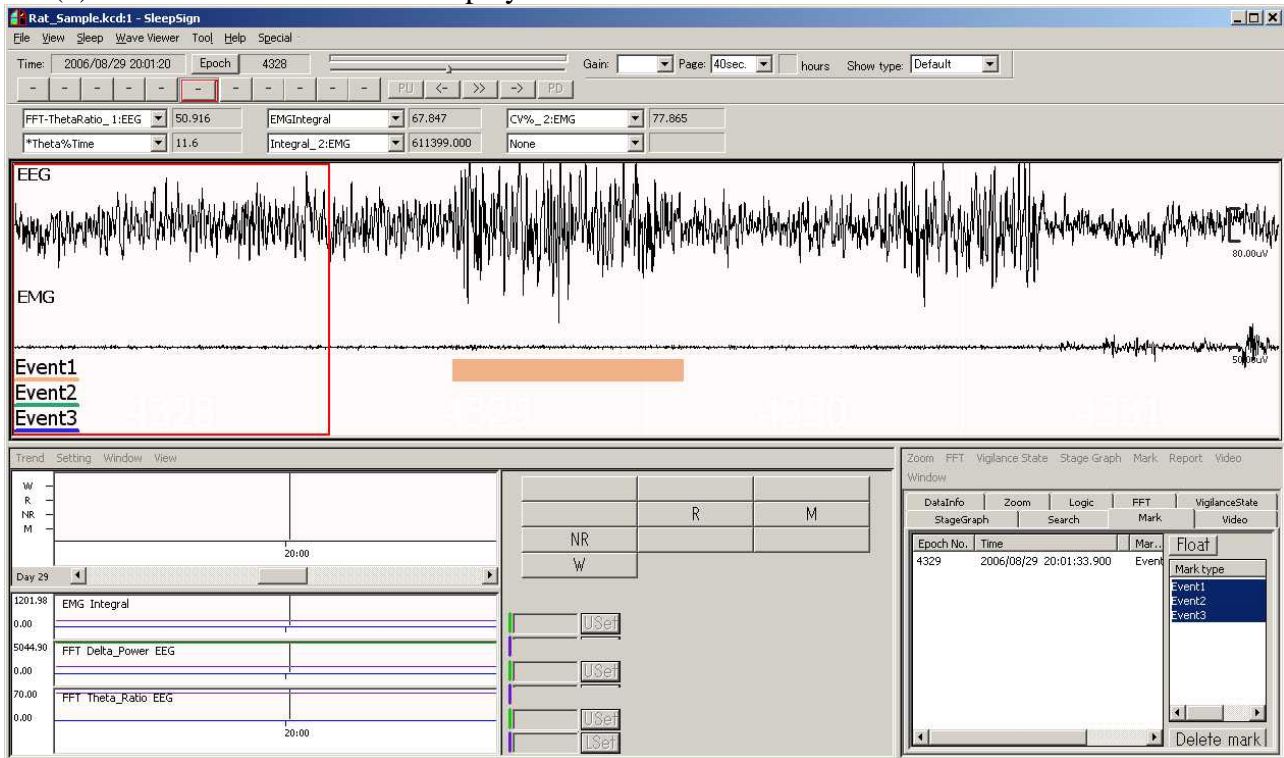 Rat_Sample.kcd:1 - SleepSign
File View Sleep Wave Viewer Tool Help Special
Time: 2006/08/29 20:01:20 Epoch 4328 Gain: Page: 40sec. hours Show type: Default
- - - - - - - - - - - PU <- >> -> PD
FFT-ThetaRatio_1:EEG 50.916 EMGIntegral 67.847 CV%_2:EMG 77.865
*Theta%Time 11.6 Integral_2:EMG 611399.000 None
EEG
80.00uV
EMG
50.00uV
Event1
Event2
Event3
Trend Setting Window View
W
R
NR
M
20:00
Day 29
1201.98 EMG Integral
0.00
5044.90 FFT Delta_Power EEG
0.00
70.00 FFT Theta_Ratio EEG
0.00
20:00
R M
NR
W
USet
USet
USet
LSet
Zoom FFT Vigilance State Stage Graph Mark Report Video
Window
DataInfo Zoom Logic FFT VigilanceState
StageGraph Search Mark Video
Epoch No. Time Mar..
4329 2006/08/29 20:01:33.900 Event
Float
Mark type
Event1
Event2
Event3
Delete mark